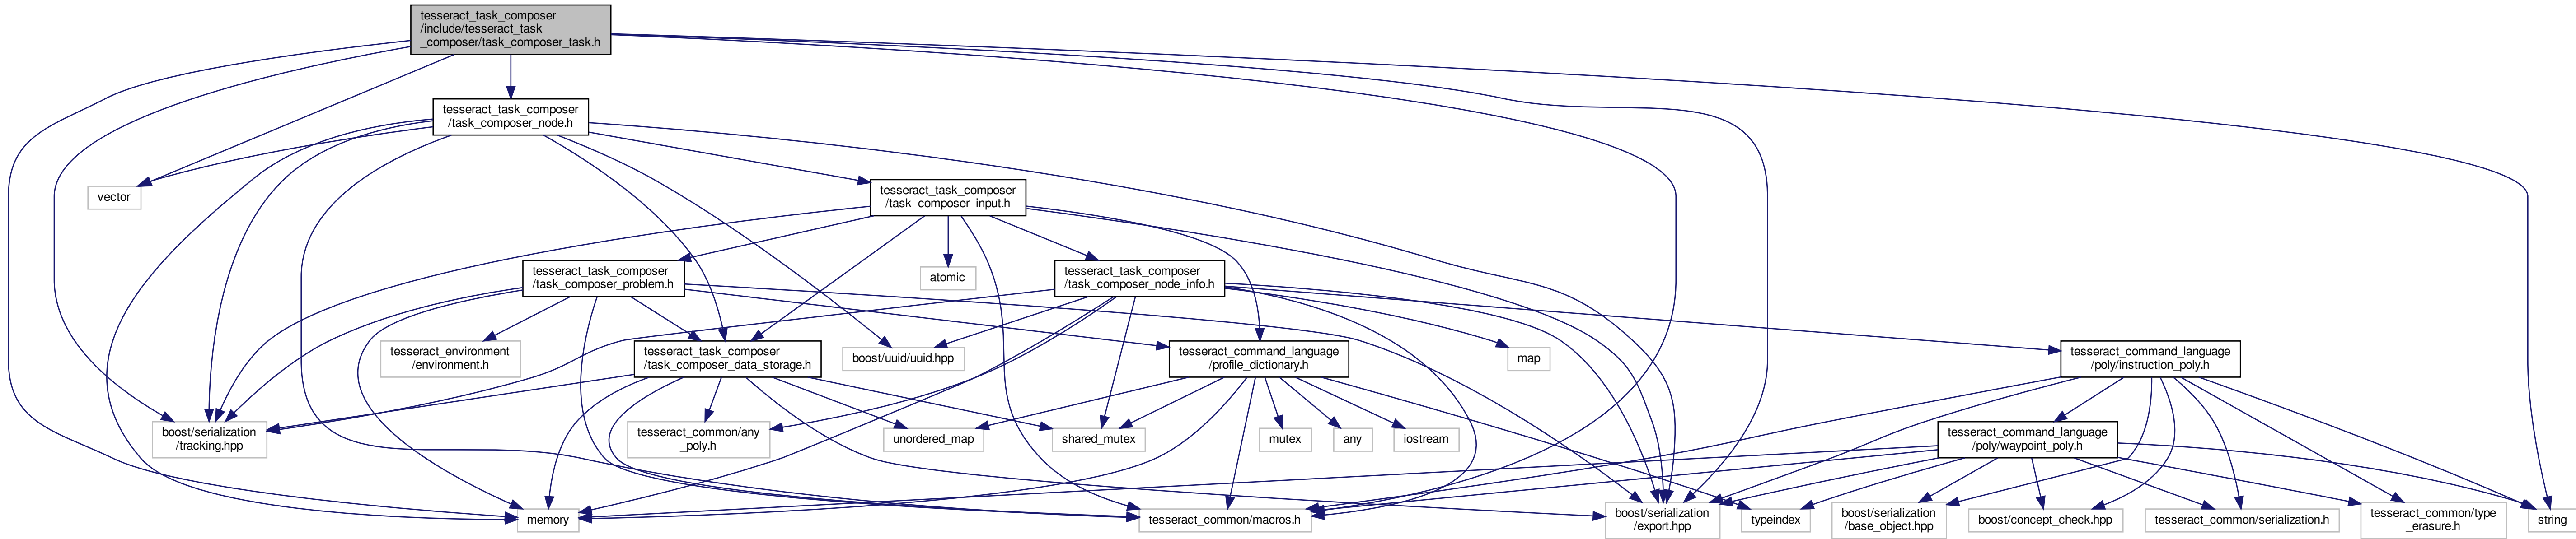 tesseract_task_composer
/include/tesseract_task
_composer/task_composer_task.h
tesseract_task_composer
/task_composer_node.h
vector
tesseract_task_composer
/task_composer_input.h
tesseract_task_composer
/task_composer_problem.h
atomic
tesseract_task_composer
/task_composer_node_info.h
tesseract_environment
/environment.h
tesseract_task_composer
/task_composer_data_storage.h
boost/uuid/uuid.hpp
tesseract_command_language
/profile_dictionary.h
map
tesseract_command_language
/poly/instruction_poly.h
boost/serialization
/tracking.hpp
tesseract_common/any
_poly.h
unordered_map
shared_mutex
mutex
any
iostream
tesseract_command_language
/poly/waypoint_poly.h
memory
tesseract_common/macros.h
boost/serialization
/export.hpp
typeindex
boost/serialization
/base_object.hpp
boost/concept_check.hpp
tesseract_common/serialization.h
tesseract_common/type
_erasure.h
string